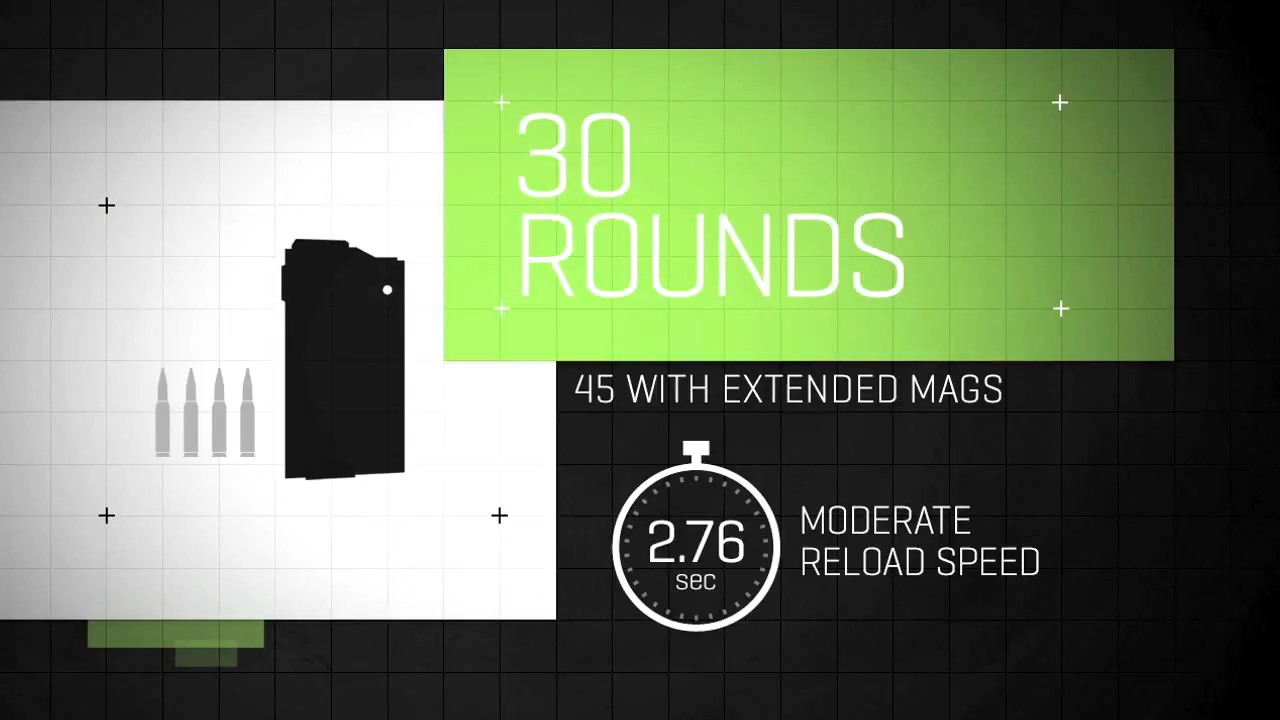 30
ROUNDS
45 WITH EXTENDED MAGS
2.76
sec
MODERATE
RELOAD SPEED